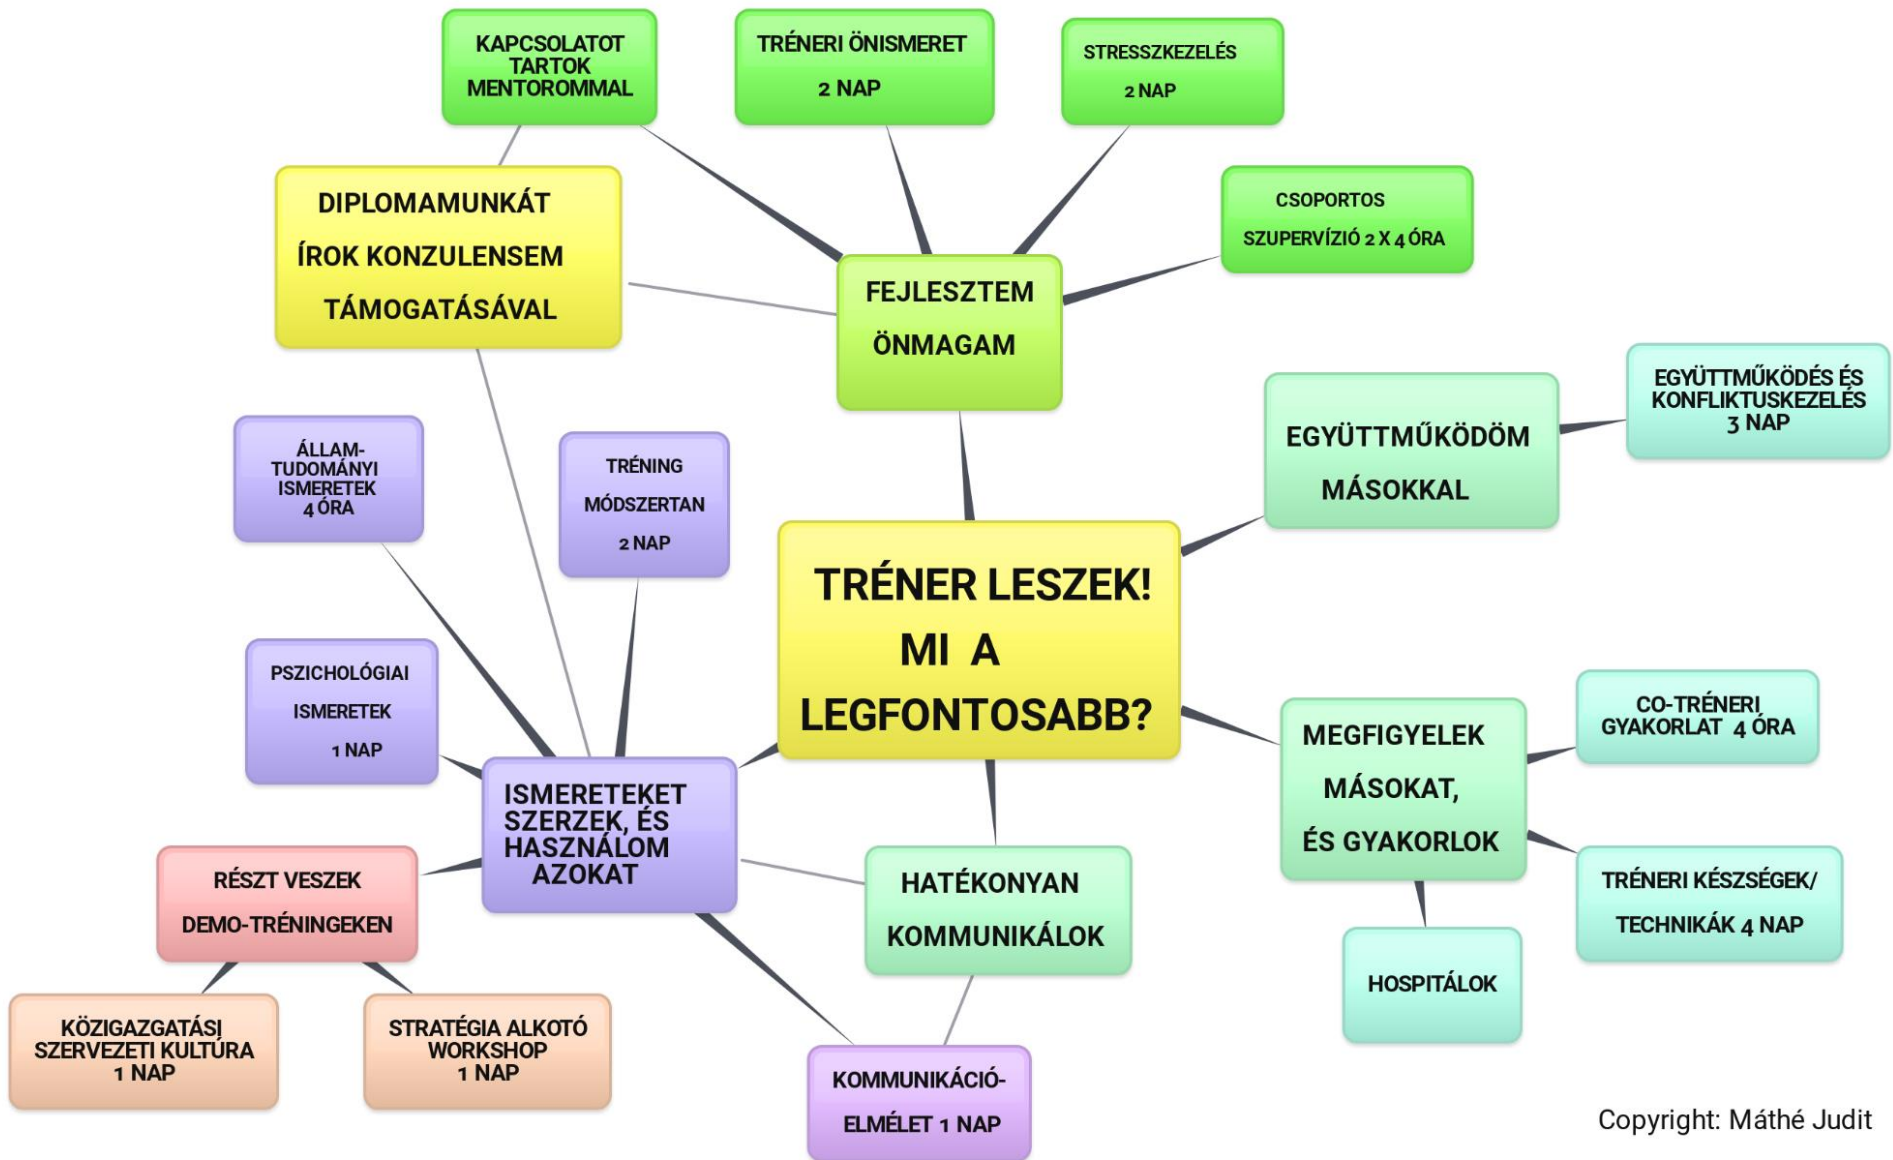 KAPCSOLATOT
TARTOK
MENTOROMMAL
TRÉNERI ÖNISMERET
2 NAP
STRESSZKEZELÉS
2 NAP
DIPLOMAMUNKÁT
ÍROK KONZULENSEM
TÁMOGATÁSÁVAL
CSOPORTOS
SZUPERVÍZIÓ 2 X 4 ÓRA
FEJLESZTEM
ÖNMAGAM
EGYÜTTMŰKÖDÉS ÉS
KONFLIKTUSKEZELÉS
3 NAP
EGYÜTTMŰKÖDÖM
MÁSOKKAL
ÁLLAM-
TUDOMÁNYI
ISMERETEK
4 ÓRA
TRÉNING
MÓDSZERTAN
2 NAP
TRÉNER LESZEK!
MI A
LEGFONTOSABB?
PSZICHOLÓGIAI
ISMERETEK
1 NAP
CO-TRÉNERI
GYAKORLAT 4 ÓRA
MEGFIGYELEK
MÁSOKAT,
ÉS GYAKORLOK
ISMERETEKET
SZERZEK, ÉS
HASZNÁLOM
AZOKAT
RÉSZT VESZEK
DEMO-TRÉNINGEKEN
HATÉKONYAN
KOMMUNIKÁLOK
TRÉNERI KÉSZSÉGEK/
TECHNIKÁK 4 NAP
HOSPITÁLOK
KÖZIGAZGATÁSI
SZERVEZETI KULTÚRA
1 NAP
STRATÉGIA ALKOTÓ
WORKSHOP
1 NAP
KOMMUNIKÁCIÓ-
ELMÉLET 1 NAP
Copyright: Máthé Judit